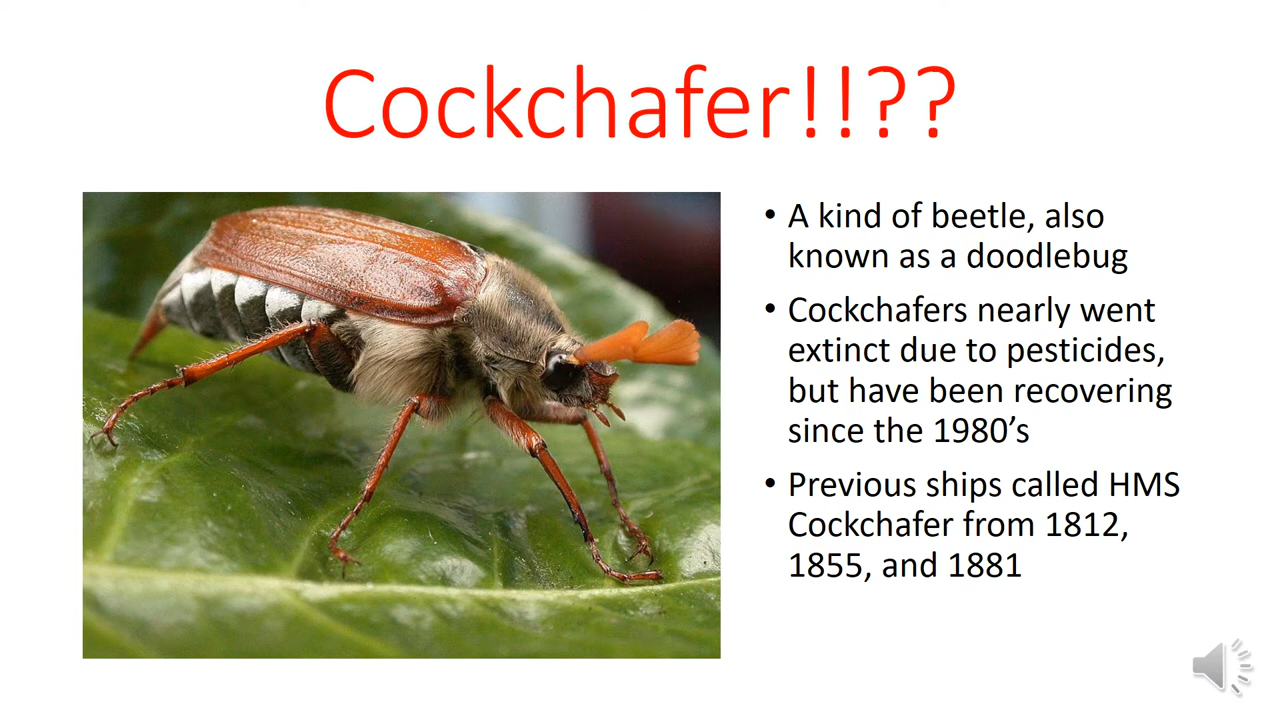 Cockchafer!!??
• A kind of beetle, also
known as a doodlebug
• Cockchafers nearly went
extinct due to pesticides,
but have been recovering
since the 1980’s
• Previous ships called HMS
Cockchafer from 1812,
1855, and 1881